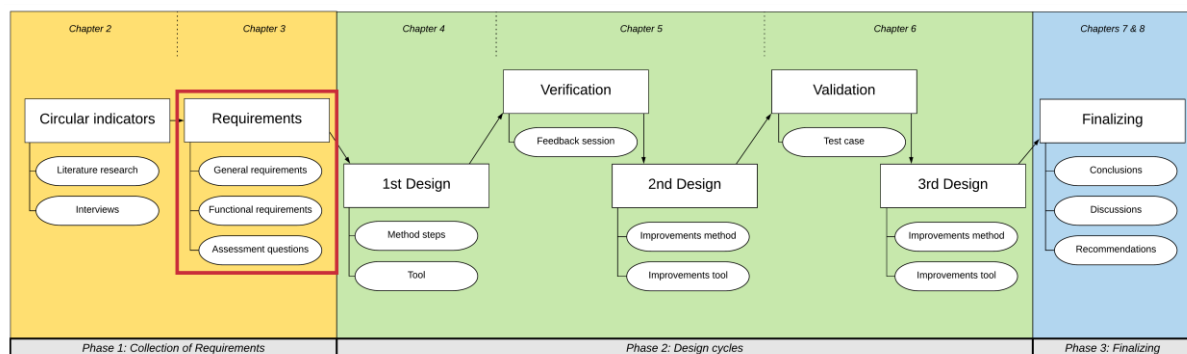 Chapter 2
Chapter 3
Chapter 4
Chapter 5
Chapter 6
Chapters 7 & 8
Circular indicators
Literature research
Interviews
Requirements
General requirements
Functional requirements
Assessment questions
1st Design
Method steps
Tool
Verification
Feedback session
2nd Design
Improvements method
Improvements tool
Validation
Test case
3rd Design
Improvements method
Improvements tool
Finalizing
Conclusions
Discussions
Recommendations
Phase 1: Collection of Requirements
Phase 2: Design cycles
Phase 3: Finalizing